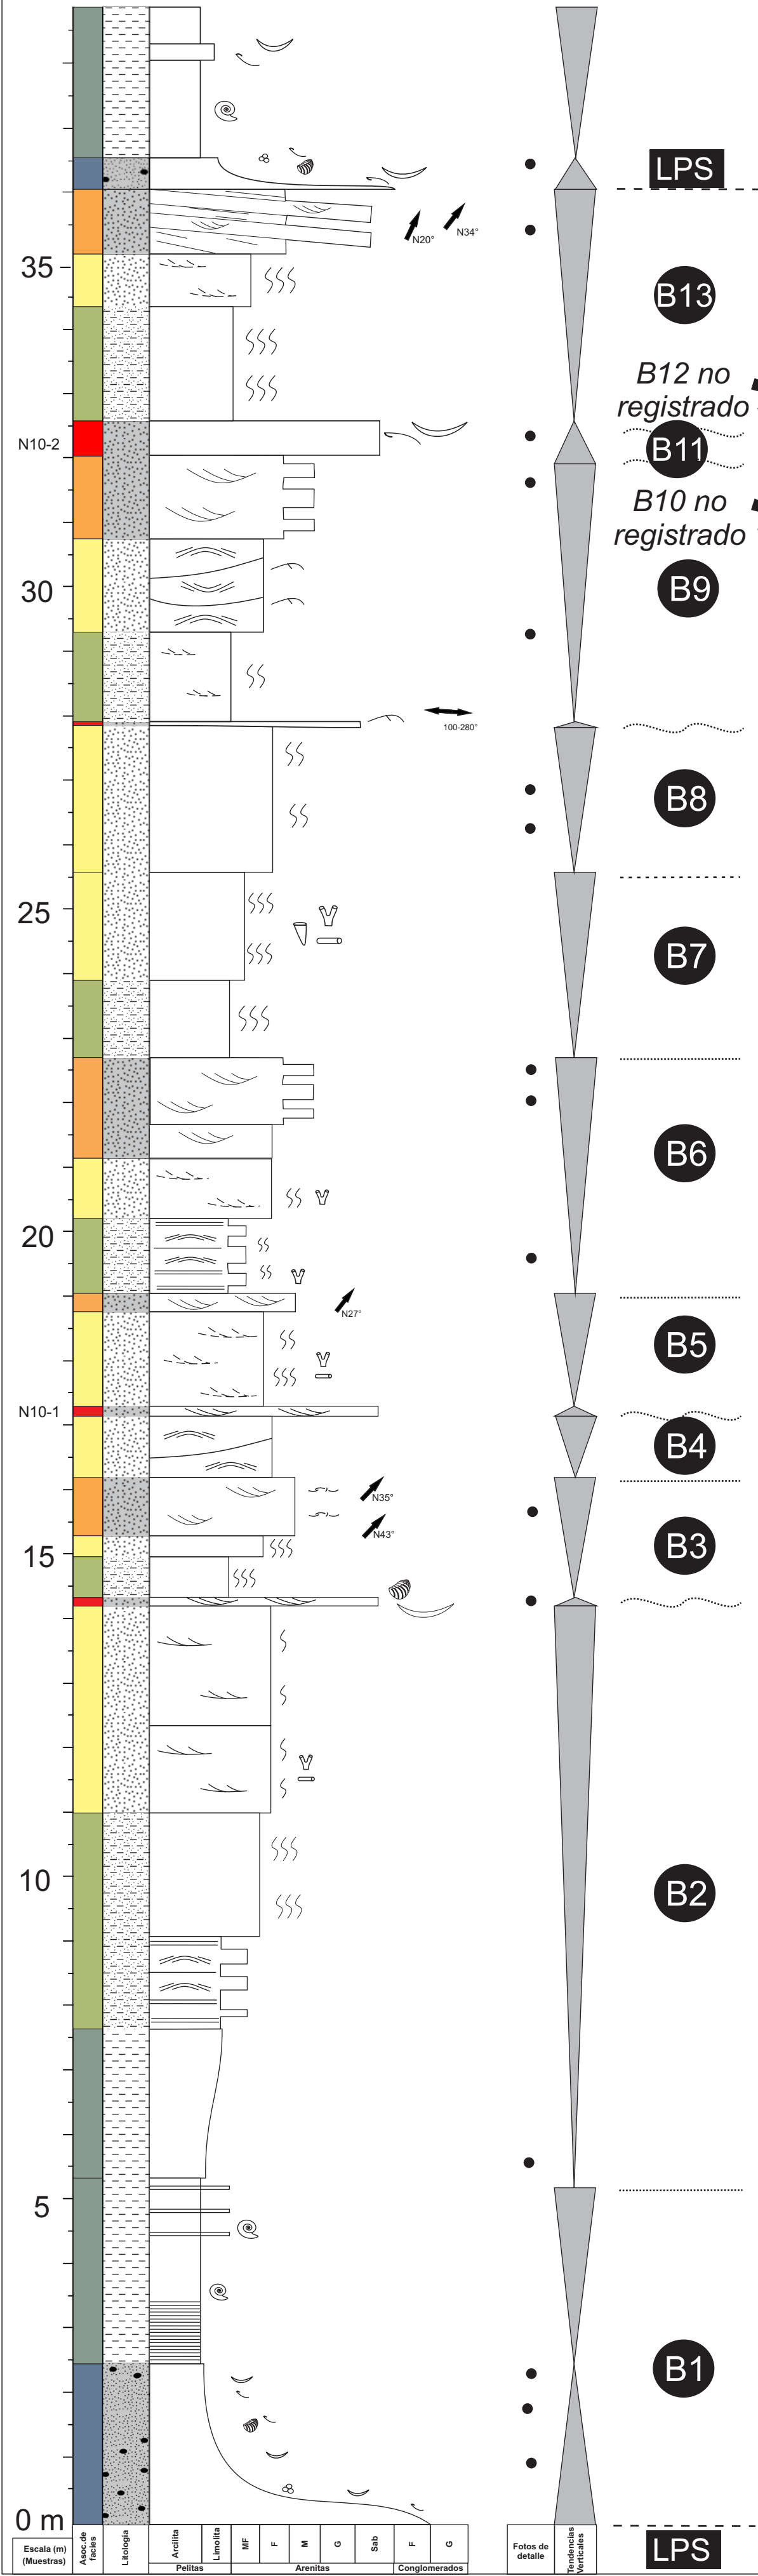 LPS
N20°
N34°
35
B13
B12 no
registrado
N10-2
B11
B10 no
registrado
30
B9
100-280°
B8
25
B7
B6
20
N27°
B5
N10-1
B4
N35°
N43°
15
B3
10
B2
5
B1
0 m
Escala (m)
(Muestras)
Asoc.de
facies
Litología
Arcilita
Limolita
MF
F
M
G
Sab
F
G
Pelitas
Arenitas
Conglomerados
Fotos de
detalle
Tendencias
Verticales
LPS